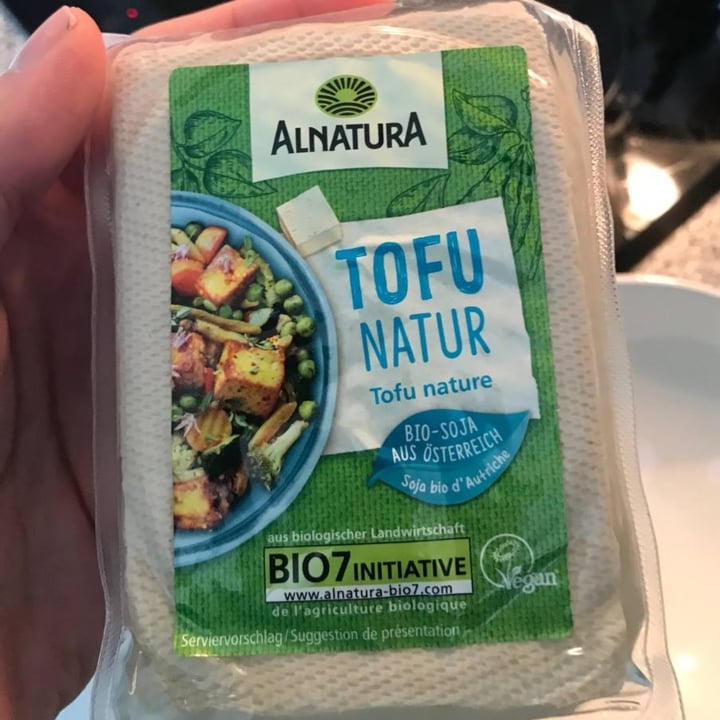 ALNATURA
TOFU
NATUR
Tofu nature
BIO-SOJA
AUS ÖSTERREICH
Soja bio d'Autriche
aus biologischer Landwirtschaft
BIO7INITIATIVE
www.alnatura-bio7.com
de l'agriculture biologique
Vegan
Serviervorschlag/Suggestion de présentation